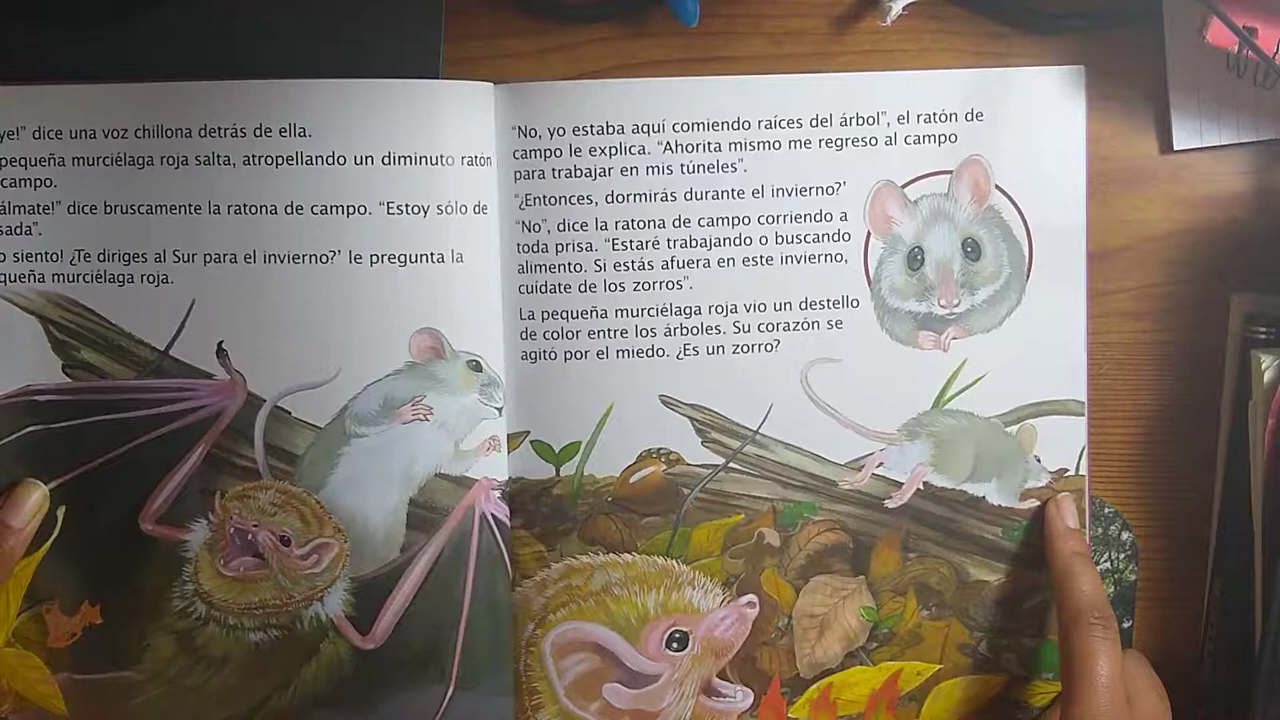 ye!” dice una voz chillona detrás de ella.
pequeña murciélaga roja salta, atropellando un diminuto ratón
campo.
álmate!” dice bruscamente la ratona de campo. “Estoy sólo de
sada”.
o siento! ¿Te diriges al Sur para el invierno?’ le pregunta la
queña murciélaga roja.
“No, yo estaba aquí comiendo raíces del árbol”, el ratón de
campo le explica. “Ahorita mismo me regreso al campo
para trabajar en mis túneles”.
“¿Entonces, dormirás durante el invierno?’
“No”, dice la ratona de campo corriendo a
toda prisa. “Estaré trabajando o buscando
alimento. Si estás afuera en este invierno,
cuídate de los zorros”.
La pequeña murciélaga roja vio un destello
de color entre los árboles. Su corazón se
agitó por el miedo. ¿Es un zorro?